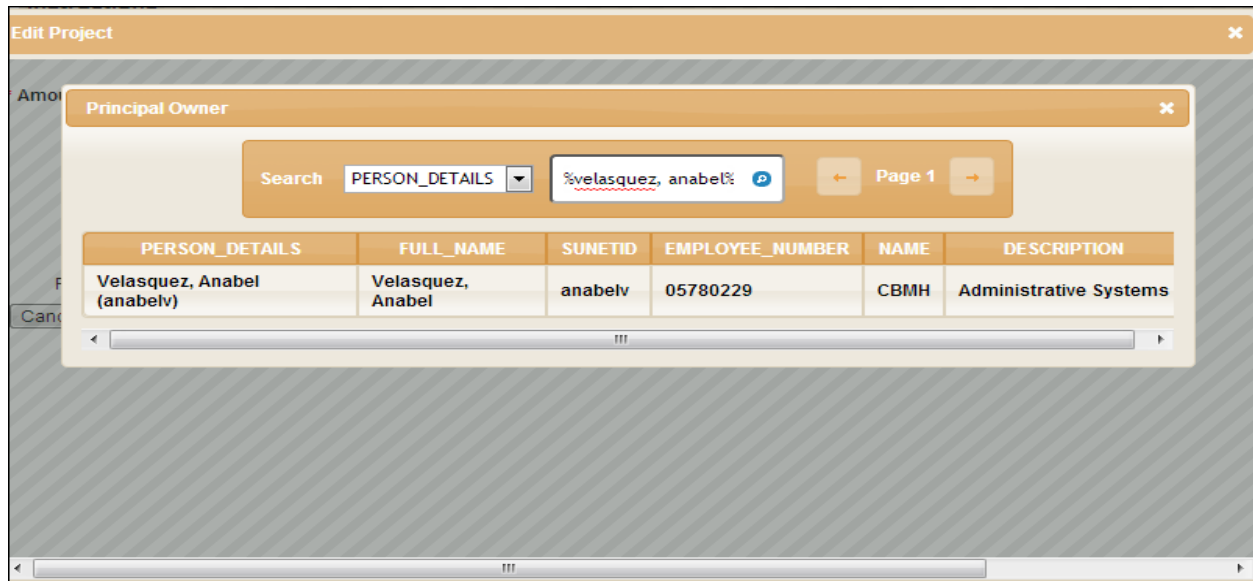 Edit Project
Amou
Principal Owner
Search PERSON_DETAILS %velasquez, anabel% Page 1
PERSON_DETAILS FULL_NAME SUNETID EMPLOYEE_NUMBER NAME DESCRIPTION
Velasquez, Anabel Velasquez, anabelv 05780229 CBMH Administrative Systems
(anabelv) Anabel
Canc